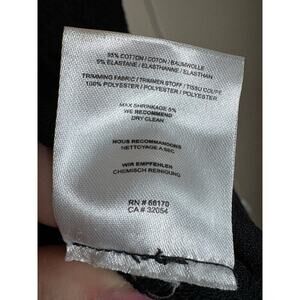 95% COTTON / COTON / BAUMWOLLE
5% ELASTANE / ELASTHANNE / ELASTHAN
TRIMMING FABRIC / TRIMMER STOFF / TISSU COUPE
100% POLYESTER / POLYESTER / POLYESTER
MAX SHRINKAGE 5%
WE RECOMMEND
DRY CLEAN
NOUS RECOMMANDONS
NETTOYAGE A SEC
WIR EMPFEHLEN
CHEMISCH REINIGUNG
RN # 68170
CA # 32054